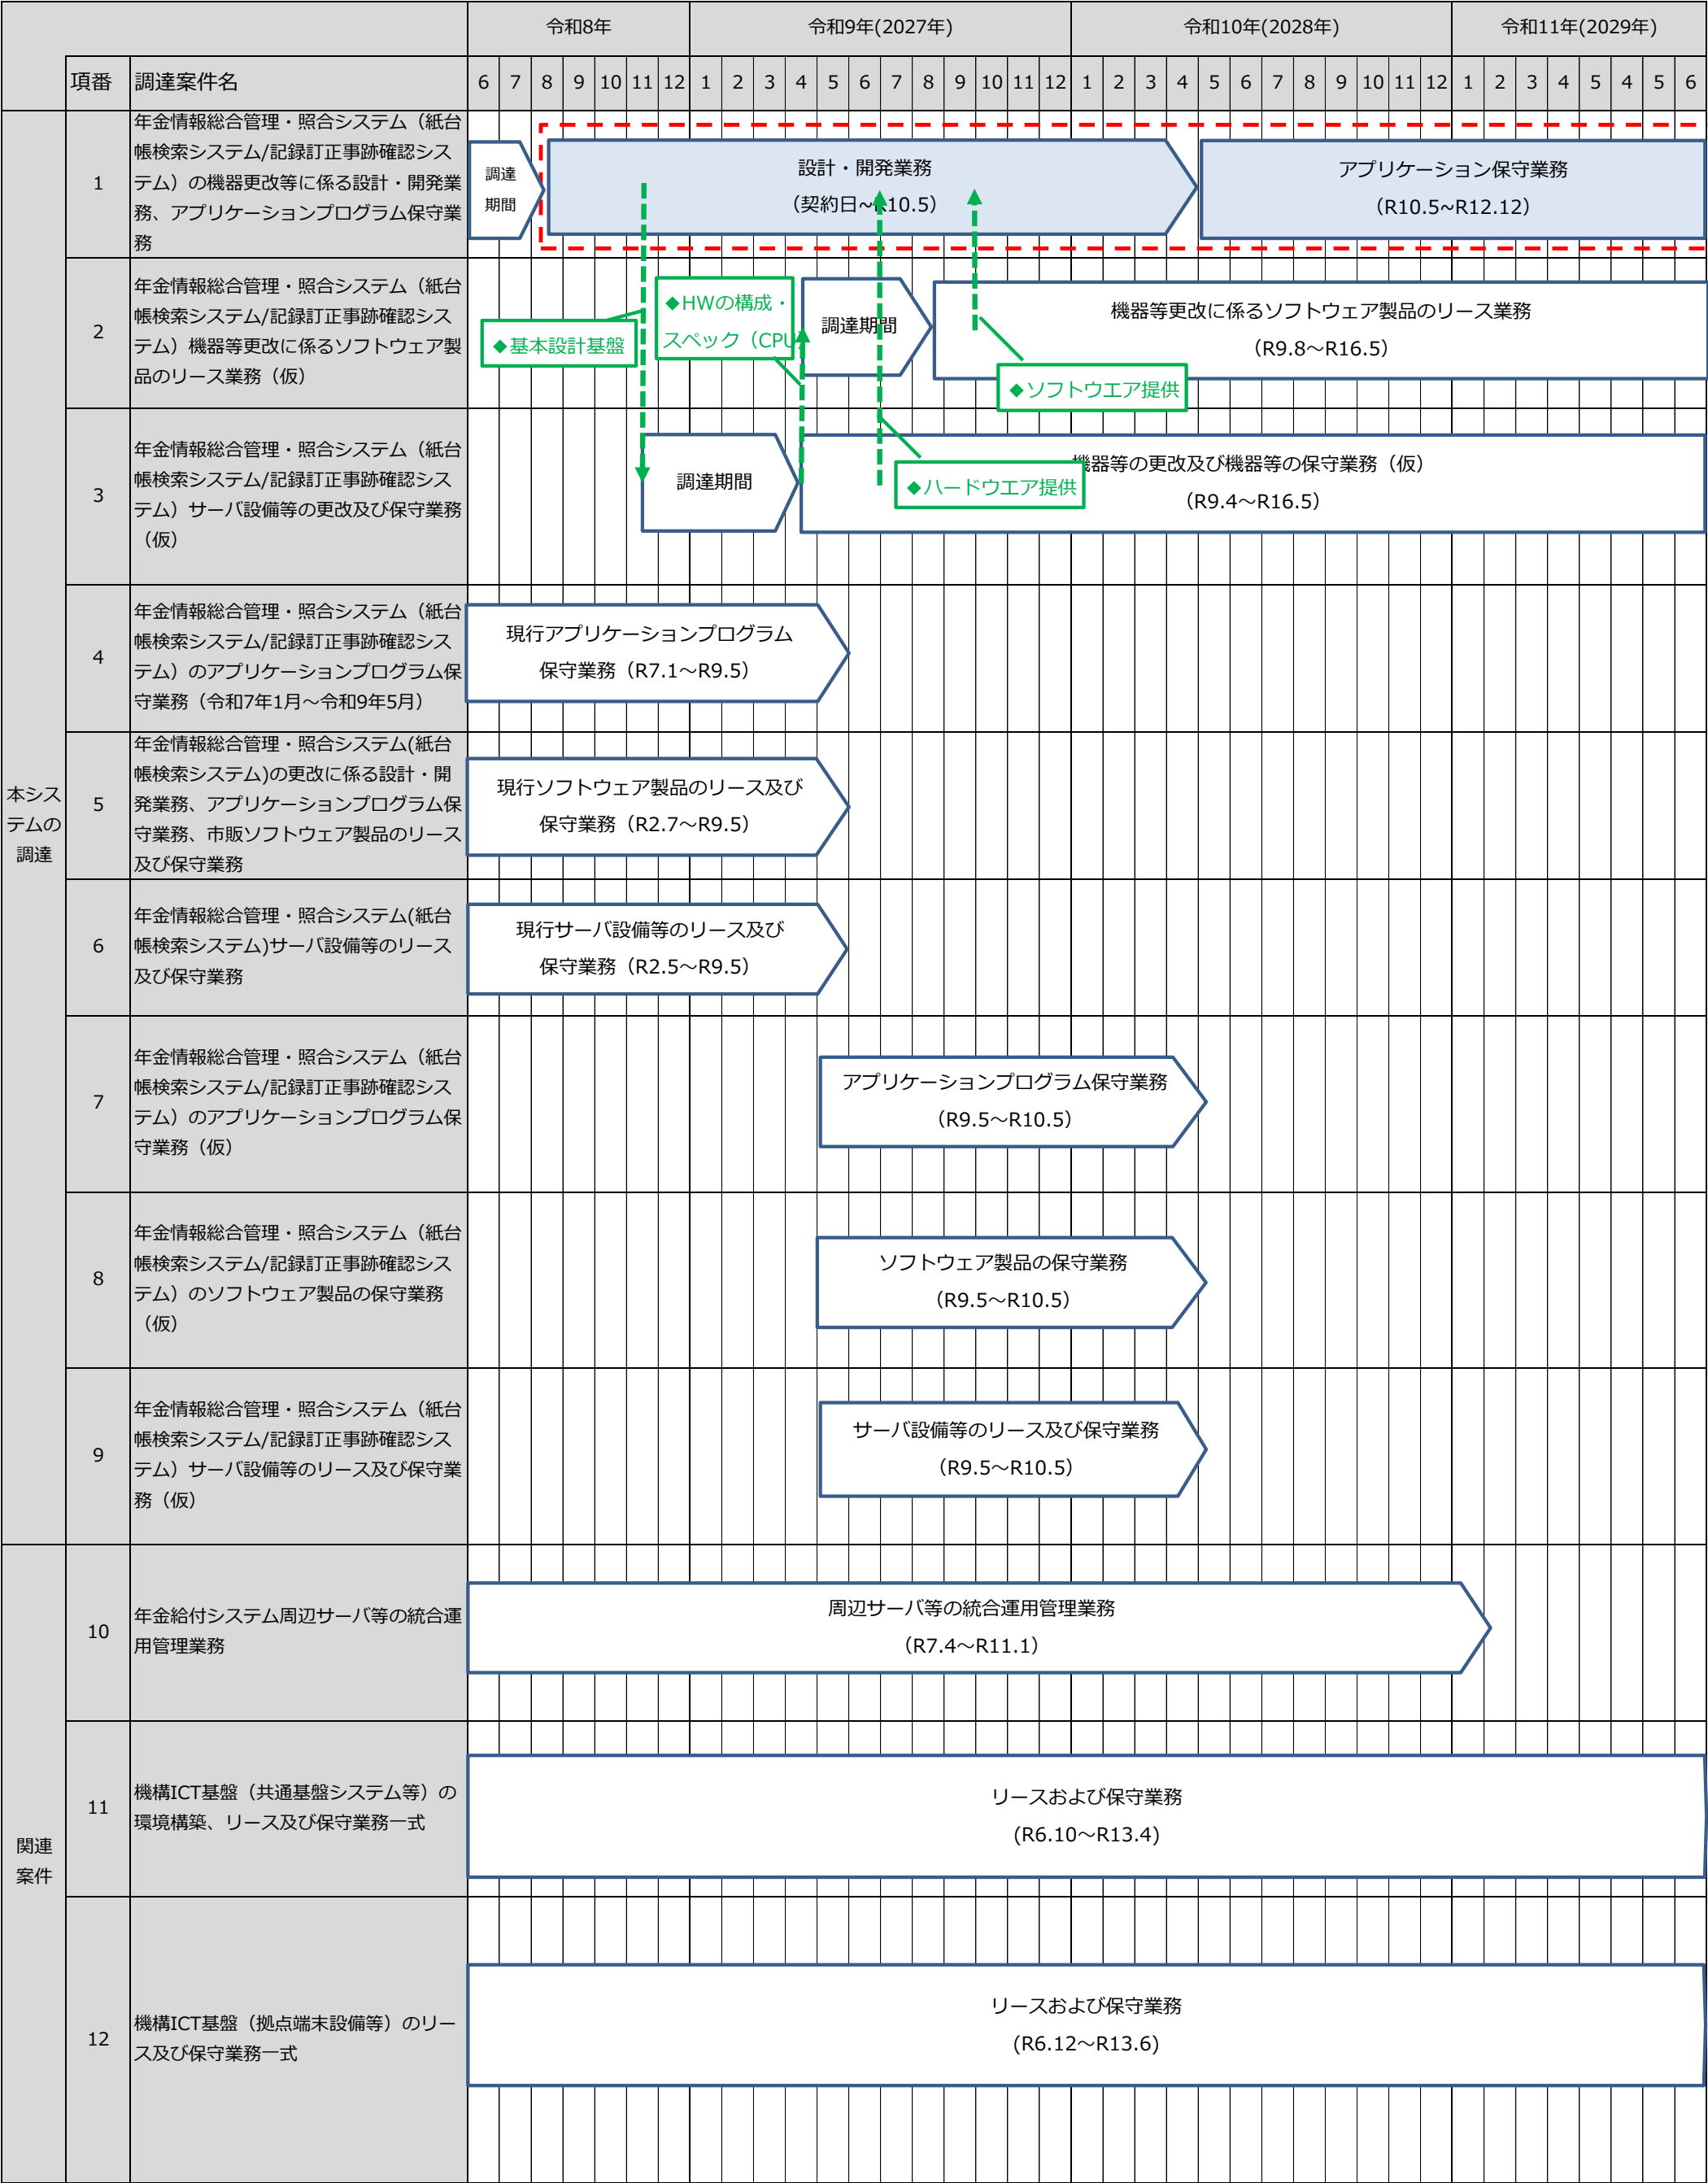 令和8年
令和9年(2027年)
令和10年(2028年)
令和11年(2029年)
項番
調達案件名
6 7 8 9 10 11 12 1 2 3 4 5 6 7 8 9 10 11 12 1 2 3 4 5 6 7 8 9 10 11 12 1 2 3 4 5 4 5 6
本シス
テムの
調達
1
年金情報総合管理・照合システム（紙台
帳検索システム/記録訂正事跡確認シス
テム）の機器更改等に係る設計・開発業
務、アプリケーションプログラム保守業
務
調達
期間
設計・開発業務
（契約日~R10.5）
アプリケーション保守業務
（R10.5~R12.12）
2
年金情報総合管理・照合システム（紙台
帳検索システム/記録訂正事跡確認シス
テム）機器等更改に係るソフトウェア製
品のリース業務（仮）
◆基本設計基盤
◆HWの構成・
スペック（CPU）
調達期間
機器等更改に係るソフトウェア製品のリース業務
（R9.8～R16.5）
◆ソフトウエア提供
3
年金情報総合管理・照合システム（紙台
帳検索システム/記録訂正事跡確認シス
テム）サーバ設備等の更改及び保守業務
（仮）
調達期間
機器等の更改及び機器等の保守業務（仮）
（R9.4～R16.5）
◆ハードウエア提供
4
年金情報総合管理・照合システム（紙台
帳検索システム/記録訂正事跡確認シス
テム）のアプリケーションプログラム保
守業務（令和7年1月～令和9年5月）
現行アプリケーションプログラム
保守業務（R7.1～R9.5）
5
年金情報総合管理・照合システム(紙台
帳検索システム)の更改に係る設計・開
発業務、アプリケーションプログラム保
守業務、市販ソフトウェア製品のリース
及び保守業務
現行ソフトウェア製品のリース及び
保守業務（R2.7～R9.5）
6
年金情報総合管理・照合システム(紙台
帳検索システム)サーバ設備等のリース
及び保守業務
現行サーバ設備等のリース及び
保守業務（R2.5～R9.5）
7
年金情報総合管理・照合システム（紙台
帳検索システム/記録訂正事跡確認シス
テム）のアプリケーションプログラム保
守業務（仮）
アプリケーションプログラム保守業務
（R9.5～R10.5）
8
年金情報総合管理・照合システム（紙台
帳検索システム/記録訂正事跡確認シス
テム）のソフトウェア製品の保守業務
（仮）
ソフトウェア製品の保守業務
（R9.5～R10.5）
9
年金情報総合管理・照合システム（紙台
帳検索システム/記録訂正事跡確認シス
テム）サーバ設備等のリース及び保守業
務（仮）
サーバ設備等のリース及び保守業務
（R9.5～R10.5）
関連
案件
10
年金給付システム周辺サーバ等の統合運
用管理業務
周辺サーバ等の統合運用管理業務
（R7.4～R11.1）
11
機構ICT基盤（共通基盤システム等）の
環境構築、リース及び保守業務一式
リースおよび保守業務
(R6.10～R13.4)
12
機構ICT基盤（拠点端末設備等）のリー
ス及び保守業務一式
リースおよび保守業務
(R6.12～R13.6)